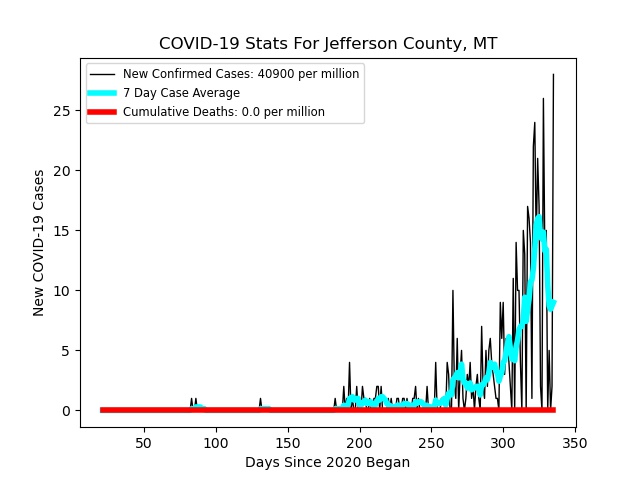 COVID-19 Stats For Jefferson County, MT
New Confirmed Cases: 40900 per million
7 Day Case Average
Cumulative Deaths: 0.0 per million
New COVID-19 Cases
25
20
15
10
5
0
50
100
150
200
250
300
350
Days Since 2020 Began